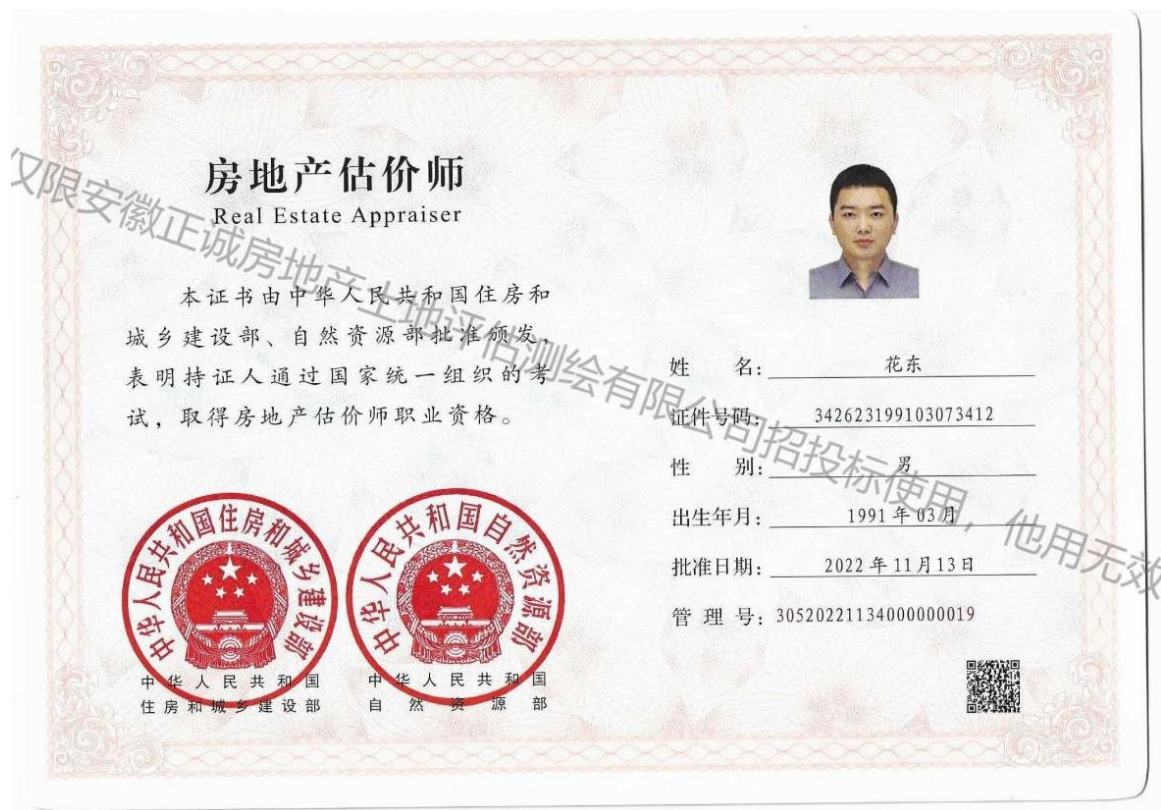 房地产估价师
Real Estate Appraiser
本证书由中华人民共和国住房和
城乡建设部、自然资源部批准颁发,
表明持证人通过国家统一组织的考
试,取得房地产估价师职业资格。
中华人民共和国住房和城乡建设部
中华人民共和国
住房和城乡建设部
中华人民共和国自然资源部
中华人民共和国
自然资源部
姓 名: 花东
证件号码: 342623199103073412
性 别: 男
出生年月: 1991年03月
批准日期: 2022年11月13日
管 理 号: 30520221134000000019
仅限安徽正诚房地产土地评估测绘有限公司招投标使用,他用无效